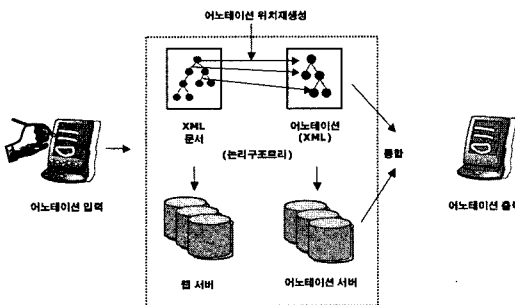 어노테이션 위치재생성
XML
문서
어노테이션
(XML)
(논리구조트리)
통합
어노테이션 입력
어노테이션 출력
웹 서버
어노테이션 서버